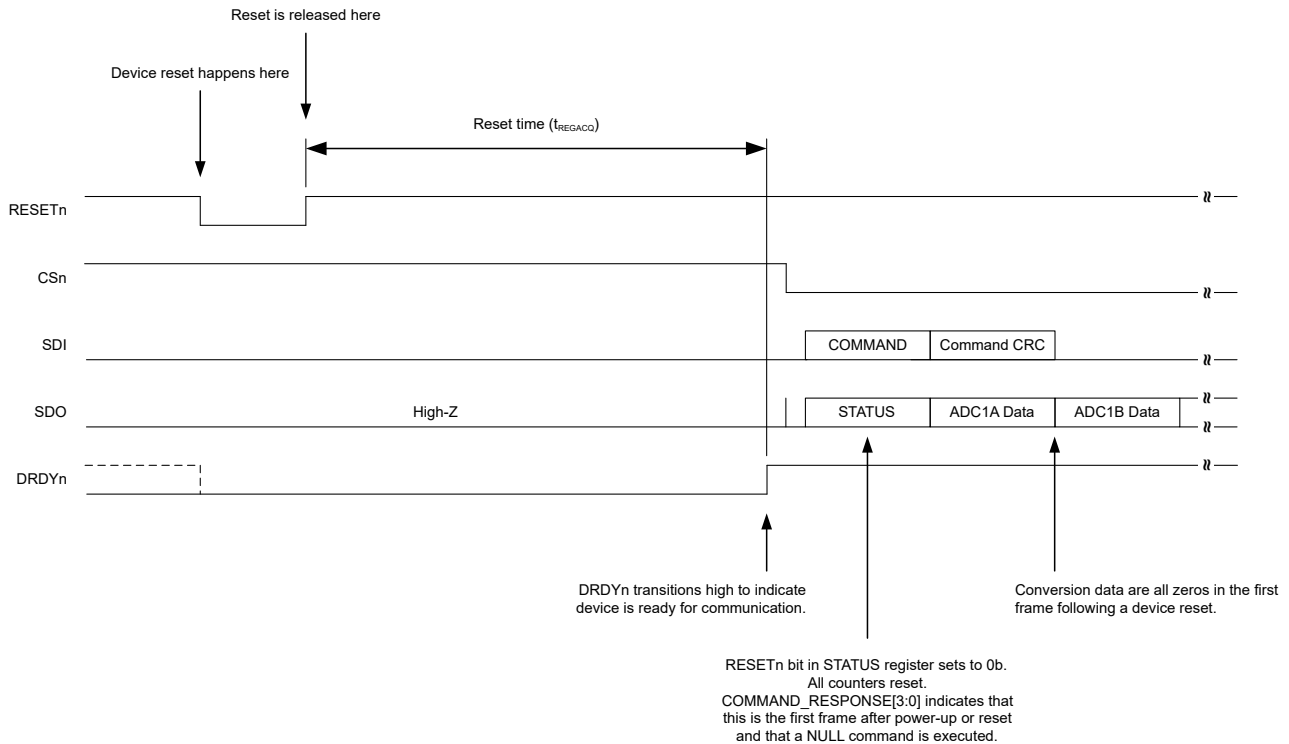 Reset is released here
Device reset happens here
Reset time (tREGACQ)
RESETn
CSn
SDI
COMMAND
Command CRC
SDO
High-Z
STATUS
ADC1A Data
ADC1B Data
DRDYn
DRDYn transitions high to indicate
device is ready for communication.
Conversion data are all zeros in the first
frame following a device reset.
RESETn bit in STATUS register sets to 0b.
All counters reset.
COMMAND_RESPONSE[3:0] indicates that
this is the first frame after power-up or reset
and that a NULL command is executed.